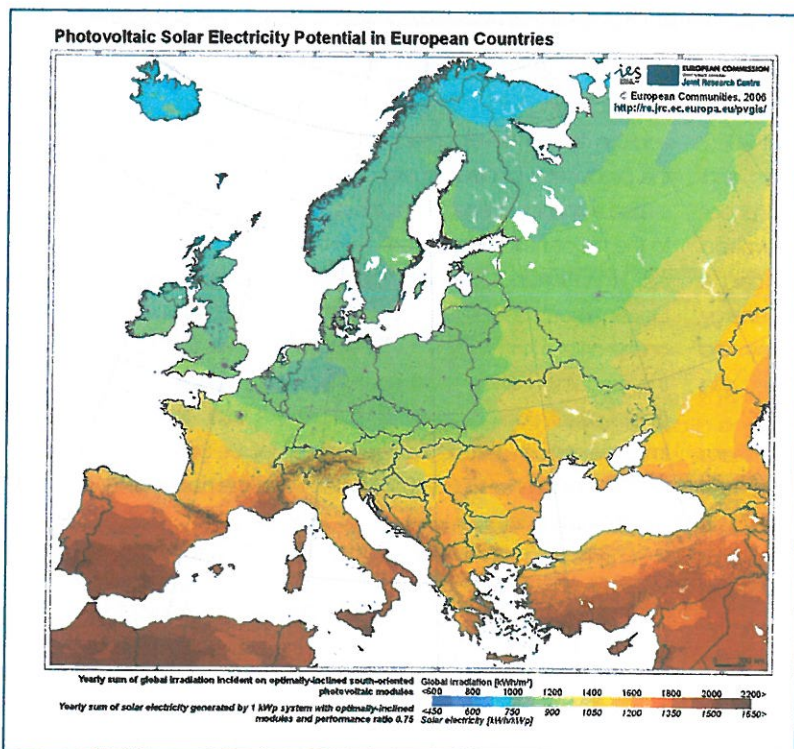 Photovoltaic Solar Electricity Potential in European Countries
ies
EUROPEAN COMMISSION
Joint Research Centre
© European Communities, 2006
http://re.jrc.ec.europa.eu/pvgis/
Yearly sum of global irradiation incident on optimally-inclined south-oriented
photovoltaic modules
Global irradiation [kWh/m²]
<600 800 1000 1200 1400 1600 1800 2000 2200>
Yearly sum of solar electricity generated by 1 kWp system with optimally-inclined
modules and performance ratio 0.75
<450 600 750 900 1050 1200 1350 1500 1650>
Solar electricity [kWh/kWp]